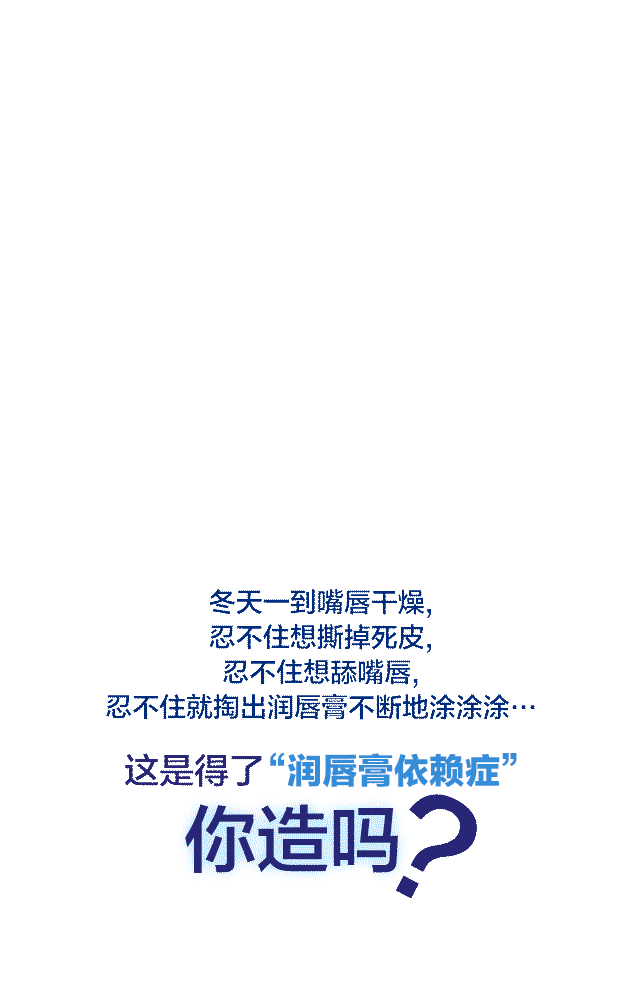 冬天一到嘴唇干燥,
忍不住想撕掉死皮,
忍不住想舔嘴唇,
忍不住就掏出润唇膏不断地涂涂涂…
这是得了“润唇膏依赖症”
你造吗?